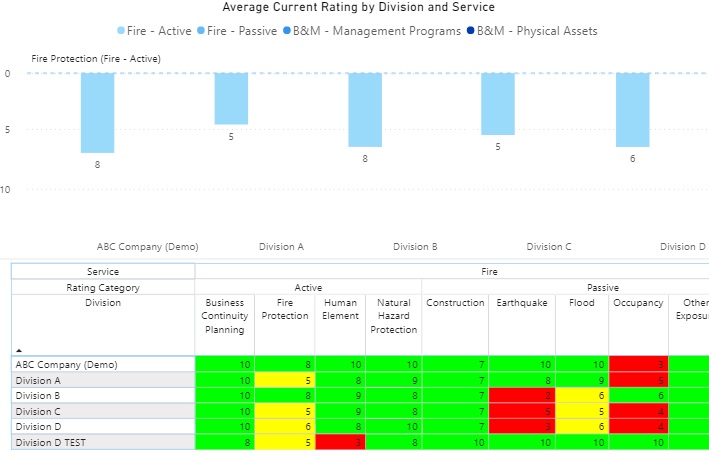 Average Current Rating by Division and Service
Fire - Active Fire - Passive B&M - Management Programs B&M - Physical Assets
Fire Protection (Fire - Active)
0
5
10
8
5
8
5
6
ABC Company (Demo) Division A Division B Division C Division D
Service Fire
Rating Category Active Passive
Division Business Continuity Planning Fire Protection Human Element Natural Hazard Protection Construction Earthquake Flood Occupancy Other Exposu
ABC Company (Demo) 10 8 10 10 7 10 10 3
Division A 10 5 8 9 7 8 9 5
Division B 10 8 9 8 7 2 6 6
Division C 10 5 9 8 7 5 5 4
Division D 10 6 8 10 7 3 6 4
Division D TEST 8 5 3 8 10 10 10 10